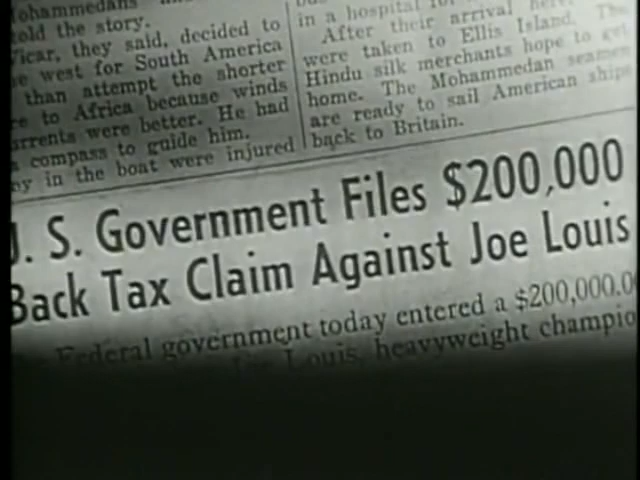 told the story.
Vicar, they said, decided to
west for South America
than attempt the shorter
to Africa because winds
currents were better. He had
compass to guide him.
in the boat were injured
in a hospital
After their arrival
were taken to Ellis Island. The
Hindu silk merchants hope to get
home. The Mohammedan seamen
are ready to sail American ships
back to Britain.
U. S. Government Files $200,000
Back Tax Claim Against Joe Louis
Federal government today entered a $200,000.0
Joe Louis, heavyweight champio